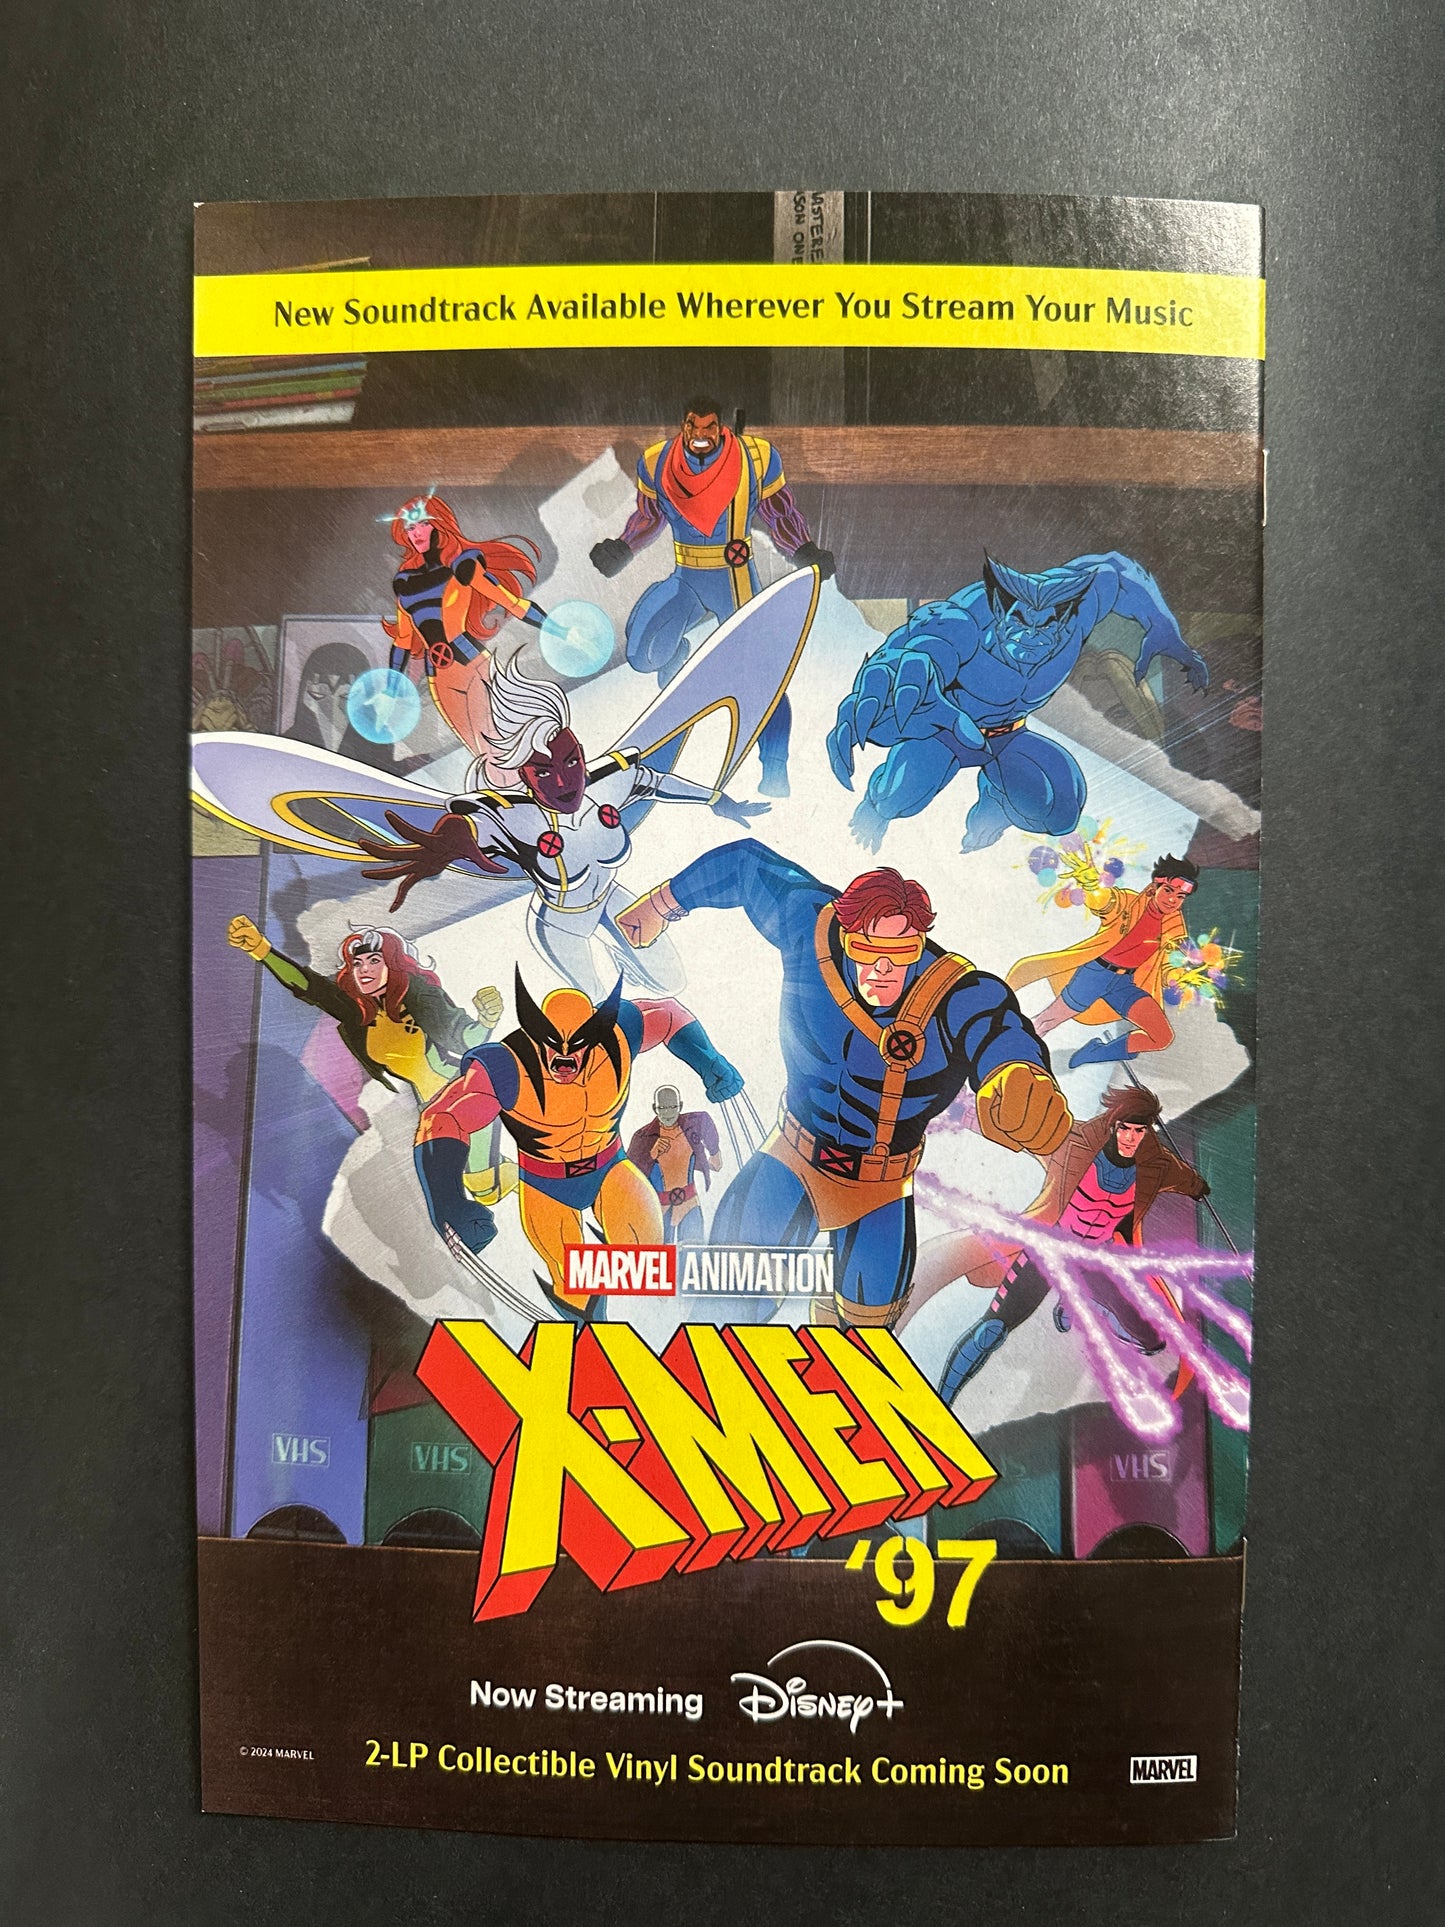 New Soundtrack Available Wherever You Stream Your Music
MARVEL ANIMATION
X-MEN
'97
VHS
VHS
VHS
Now Streaming Disney+
2-LP Collectible Vinyl Soundtrack Coming Soon
© 2024 MARVEL
MARVEL